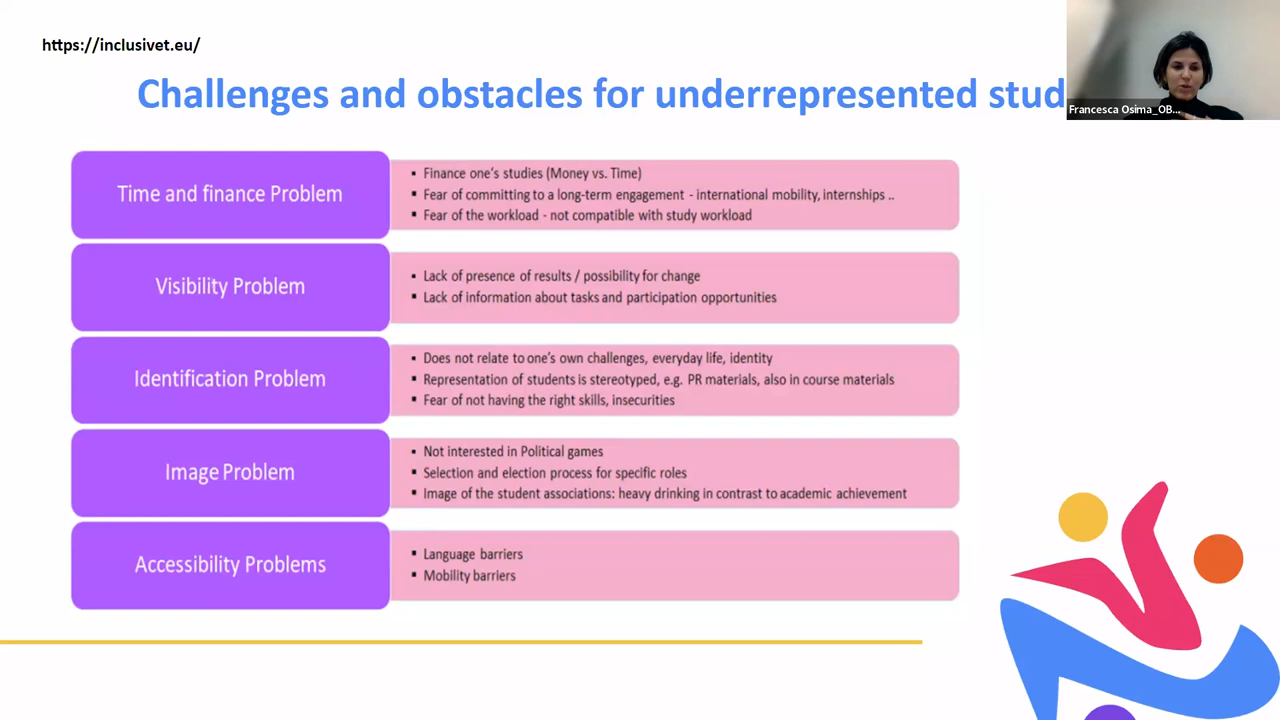 https://inclusivet.eu/
Challenges and obstacles for underrepresented stud
Francesca Osima_OB...
Time and finance Problem
▪ Finance one's studies (Money vs. Time)
▪ Fear of committing to a long-term engagement - international mobility, internships ..
▪ Fear of the workload - not compatible with study workload
Visibility Problem
▪ Lack of presence of results / possibility for change
▪ Lack of information about tasks and participation opportunities
Identification Problem
▪ Does not relate to one's own challenges, everyday life, identity
▪ Representation of students is stereotyped, e.g. PR materials, also in course materials
▪ Fear of not having the right skills, insecurities
Image Problem
▪ Not interested in Political games
▪ Selection and election process for specific roles
▪ Image of the student associations: heavy drinking in contrast to academic achievement
Accessibility Problems
▪ Language barriers
▪ Mobility barriers